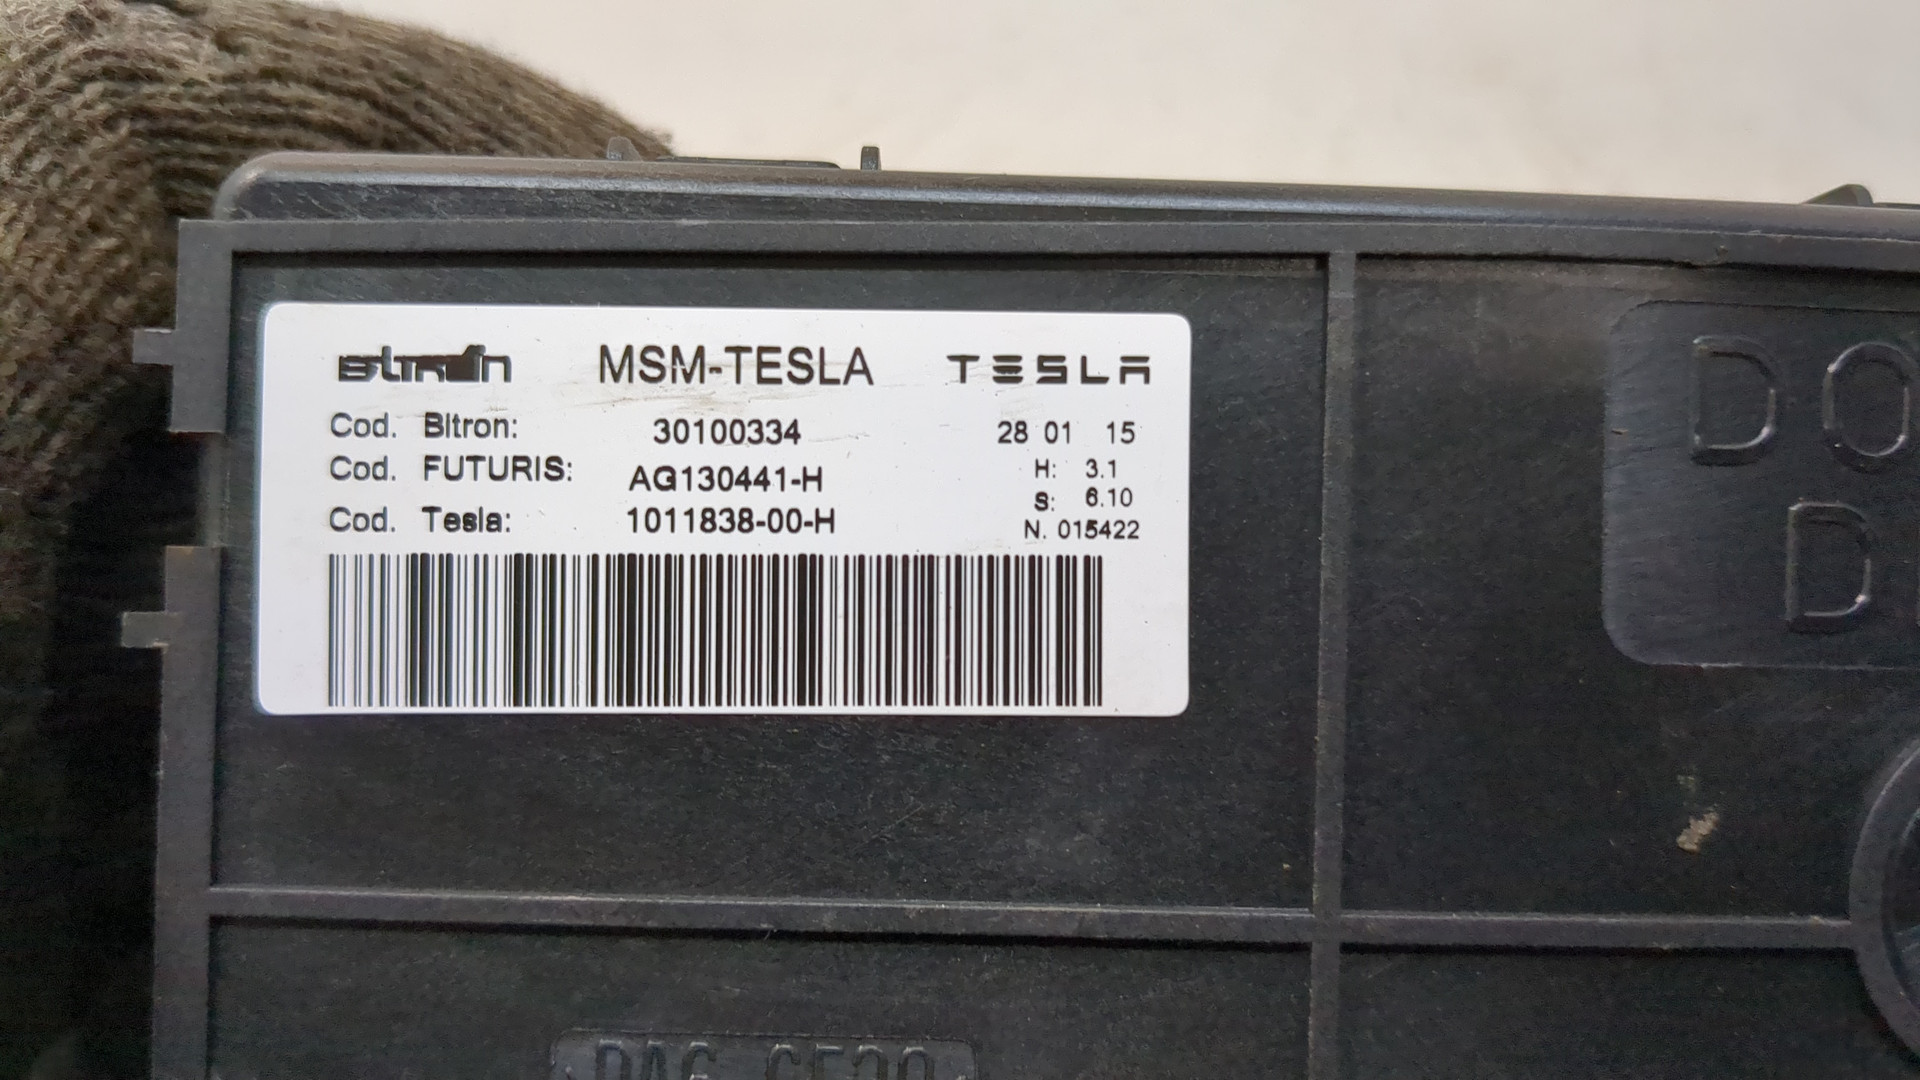 Bitron MSM-TESLA TESLA
Cod. Bitron: 30100334 28 01 15
Cod. FUTURIS: AG130441-H H: 3.1
S: 6.10
Cod. Tesla: 1011838-00-H N. 015422
DO
D